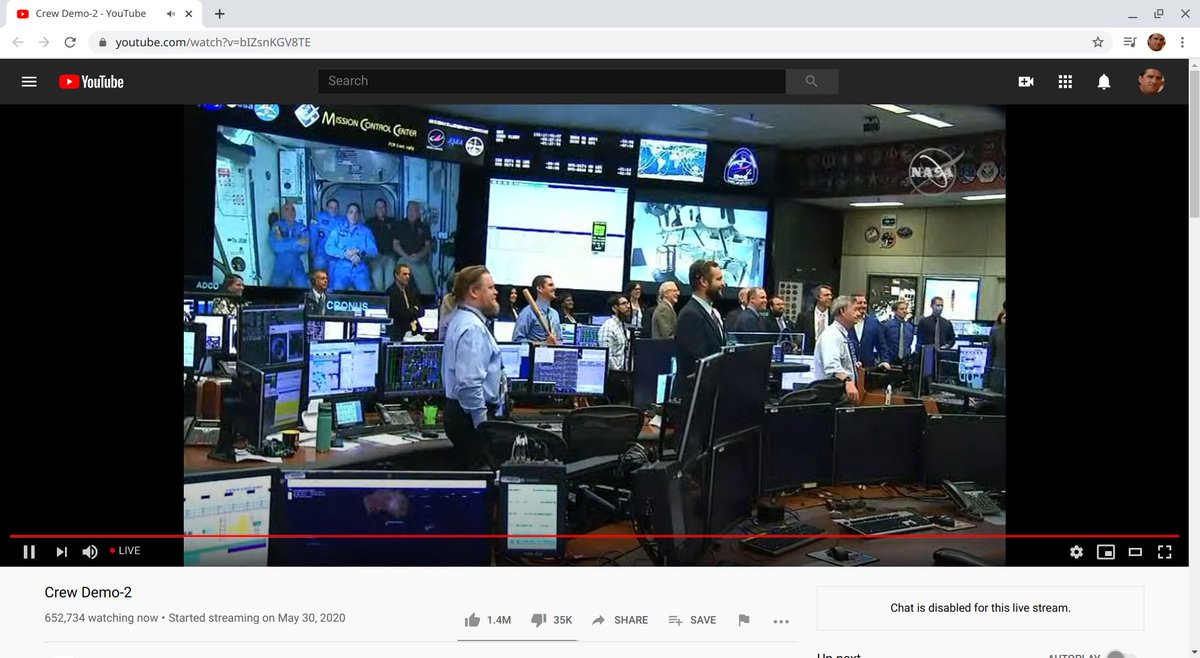 Crew Demo-2 - YouTube
youtube.com/watch?v=bIZsnKGV8TE
YouTube
Search
MISSION CONTROL CENTER
NASA
ADCO
CRONUS
LIVE
Crew Demo-2
652,734 watching now • Started streaming on May 30, 2020
1.4M 35K SHARE SAVE
Chat is disabled for this live stream.
Up next AUTOPLAY